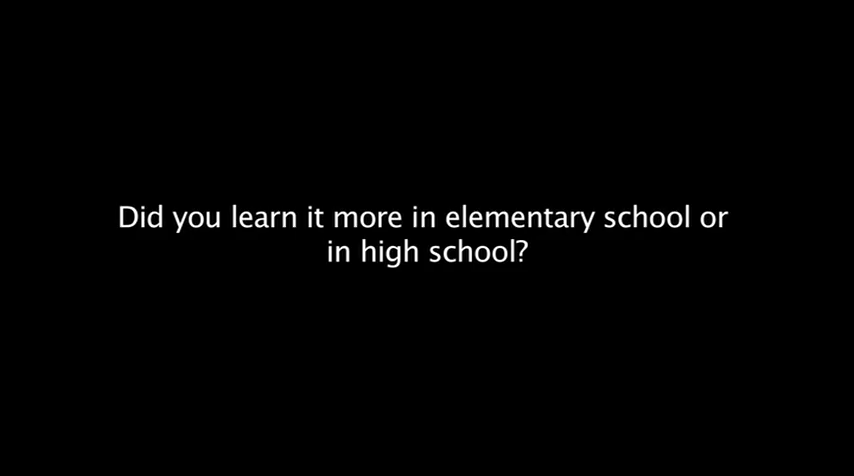 Did you learn it more in elementary school or
in high school?